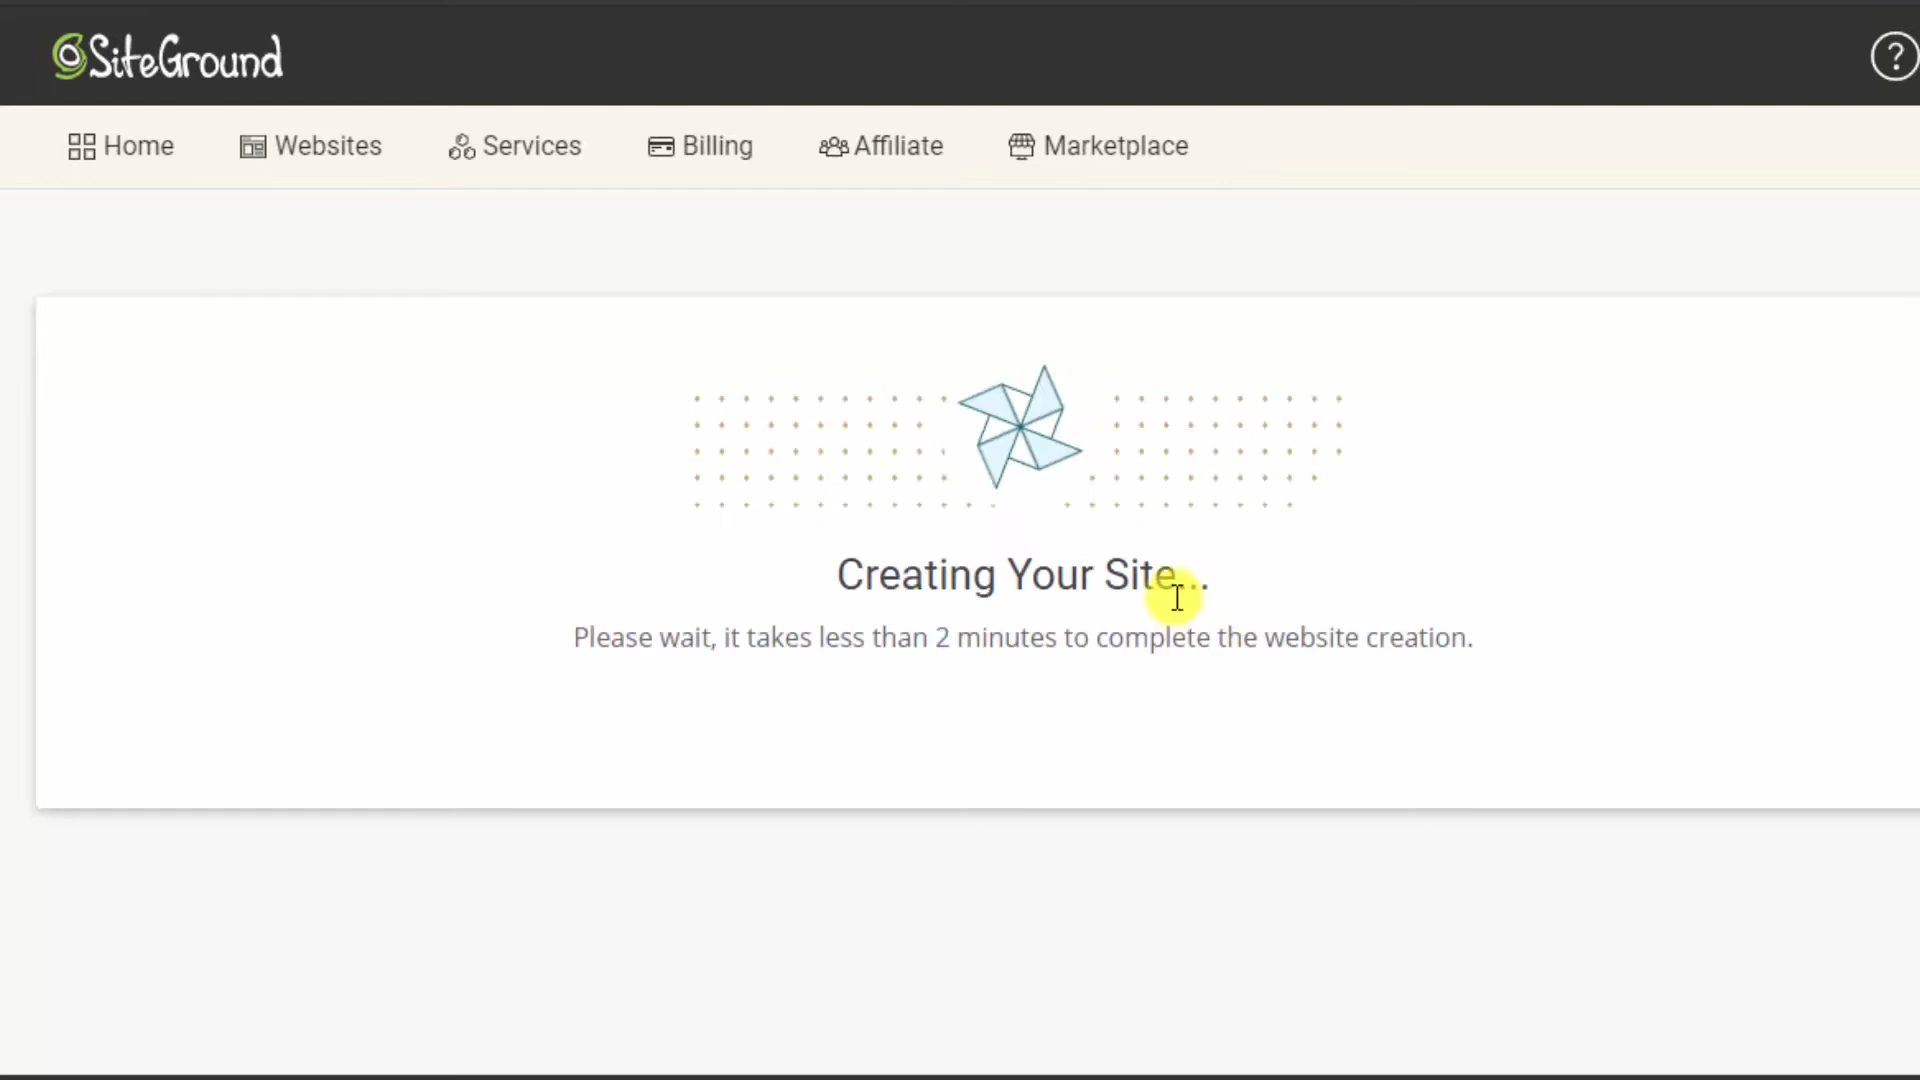 SiteGround
?
Home Websites Services Billing Affiliate Marketplace
Creating Your Site...
Please wait, it takes less than 2 minutes to complete the website creation.